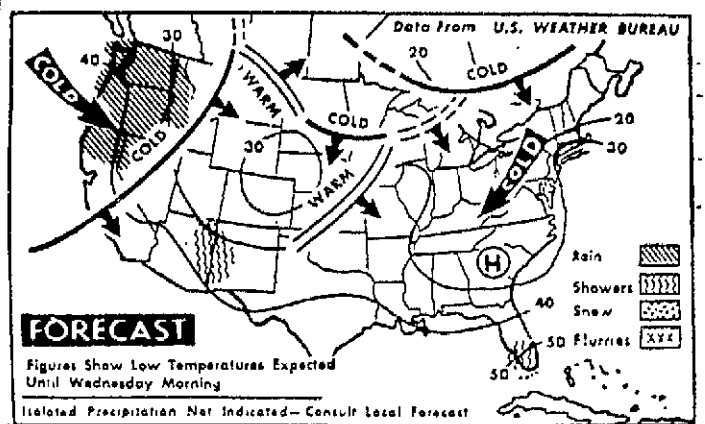 Data From U.S. WEATHER BUREAU
30
40
20
COLD
COLD
WARM
COLD
COLD
30
WARM
COLD
20
30
H
Rain
Showers
Snow
Flurries
40
50
50
FORECAST
Figures Show Low Temperatures Expected
Until Wednesday Morning
Isolated Precipitation Not Indicated— Consult Local Forecast